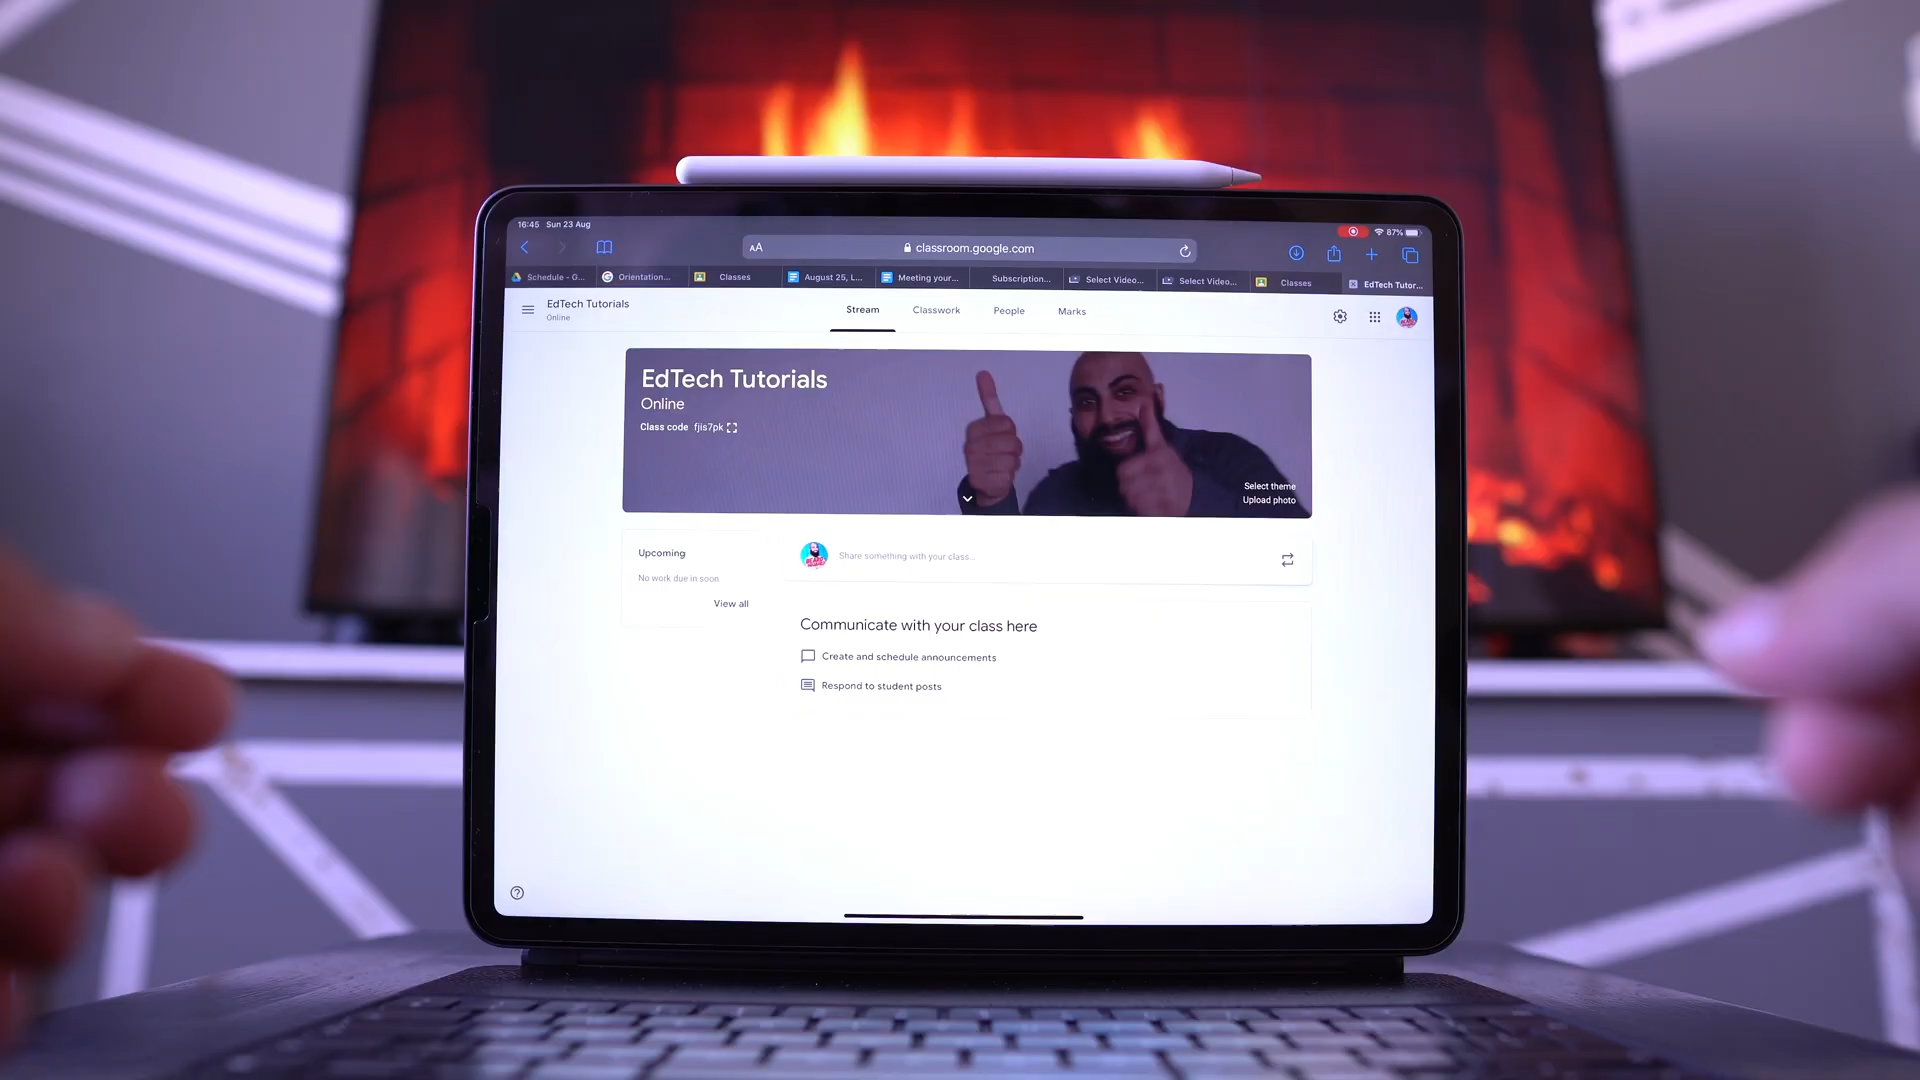 16:45 Sun 23 Aug
87%
AA
classroom.google.com
Schedule - G...
Orientation...
Classes
August 25, L...
Meeting your...
Subscription...
Select Video...
Select Video...
Classes
EdTech Tutor...
EdTech Tutorials
Online
Stream
Classwork
People
Marks
EdTech Tutorials
Online
Class code fjis7pk
Select theme
Upload photo
Upcoming
No work due in soon
View all
Share something with your class...
Communicate with your class here
Create and schedule announcements
Respond to student posts